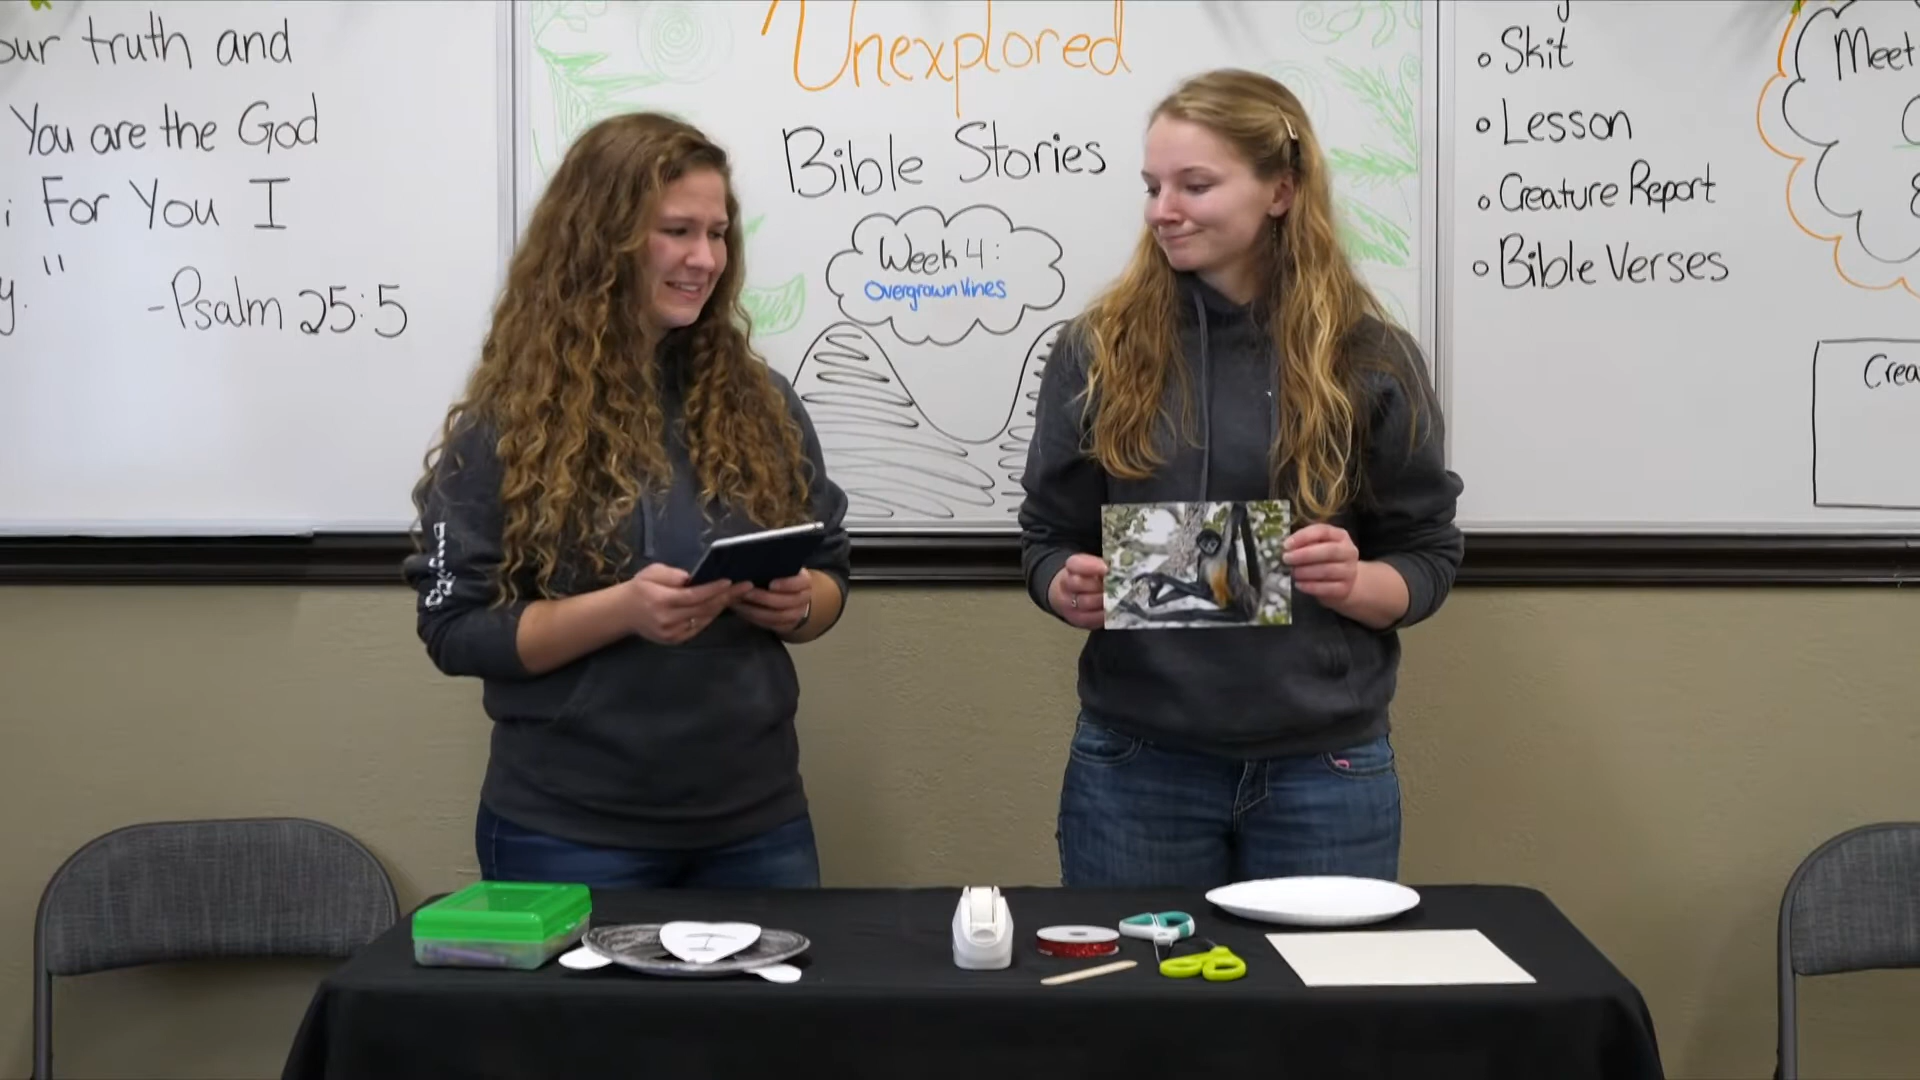 our truth and
You are the God
; For You I
y."
-Psalm 25:5
Unexplored
Bible Stories
Week 4:
Overgrown Vines
Skit
Lesson
Creature Report
Bible Verses
Meet
Crea
H